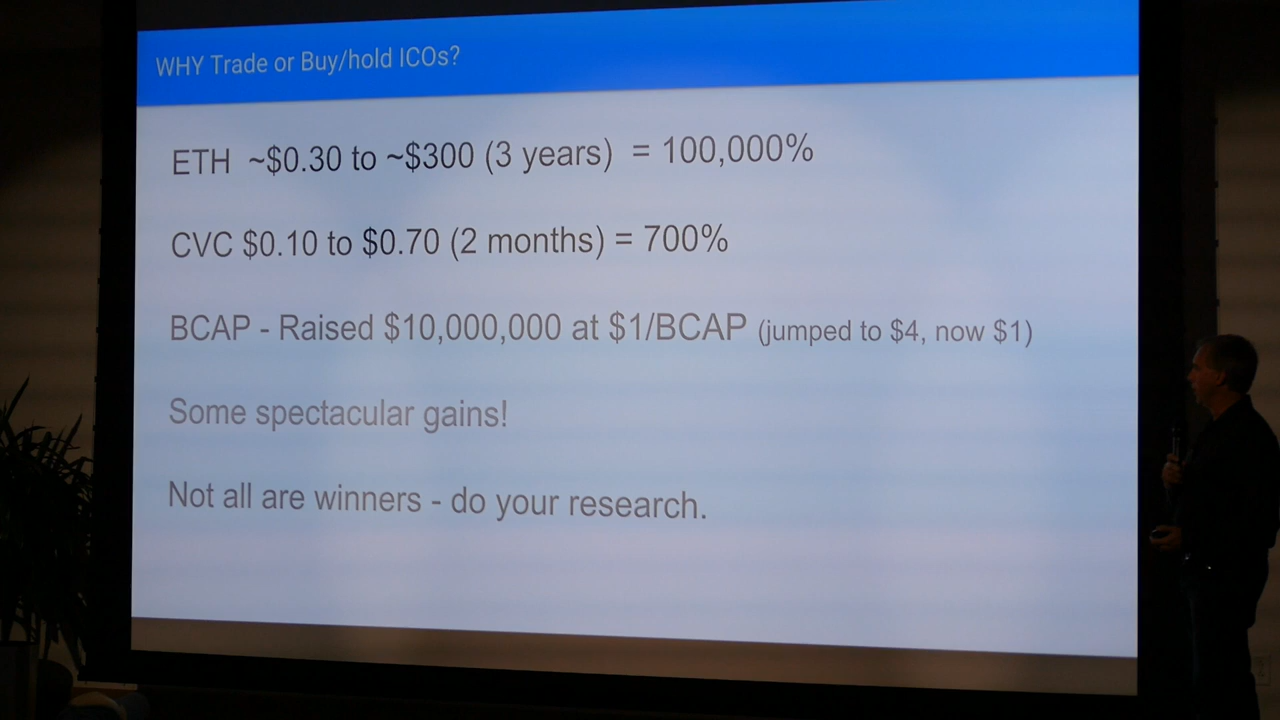 WHY Trade or Buy/hold ICOs?
ETH ~$0.30 to ~$300 (3 years) = 100,000%
CVC $0.10 to $0.70 (2 months) = 700%
BCAP - Raised $10,000,000 at $1/BCAP (jumped to $4, now $1)
Some spectacular gains!
Not all are winners - do your research.